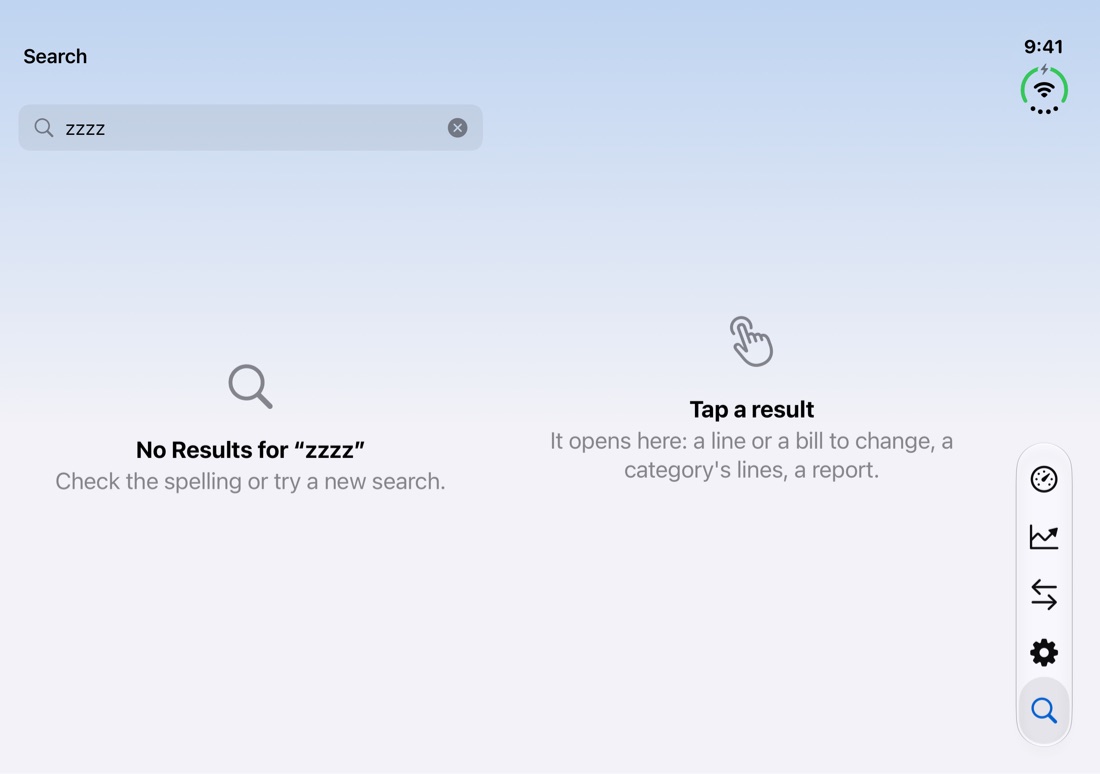 Search
9:41
zzzz
No Results for “zzzz”
Check the spelling or try a new search.
Tap a result
It opens here: a line or a bill to change, a
category's lines, a report.